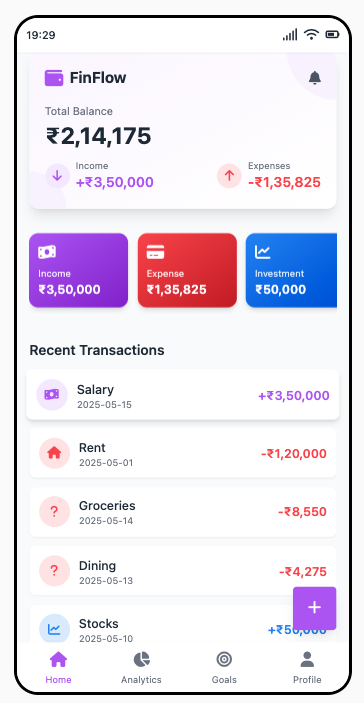 19:29
FinFlow
Total Balance
₹2,14,175
Income
+₹3,50,000
Expenses
-₹1,35,825
Income
₹3,50,000
Expense
₹1,35,825
Investment
₹50,000
Recent Transactions
Salary
2025-05-15
+₹3,50,000
Rent
2025-05-01
-₹1,20,000
?
Groceries
2025-05-14
-₹8,550
?
Dining
2025-05-13
-₹4,275
Stocks
2025-05-10
+₹50,000
+
Home
Analytics
Goals
Profile